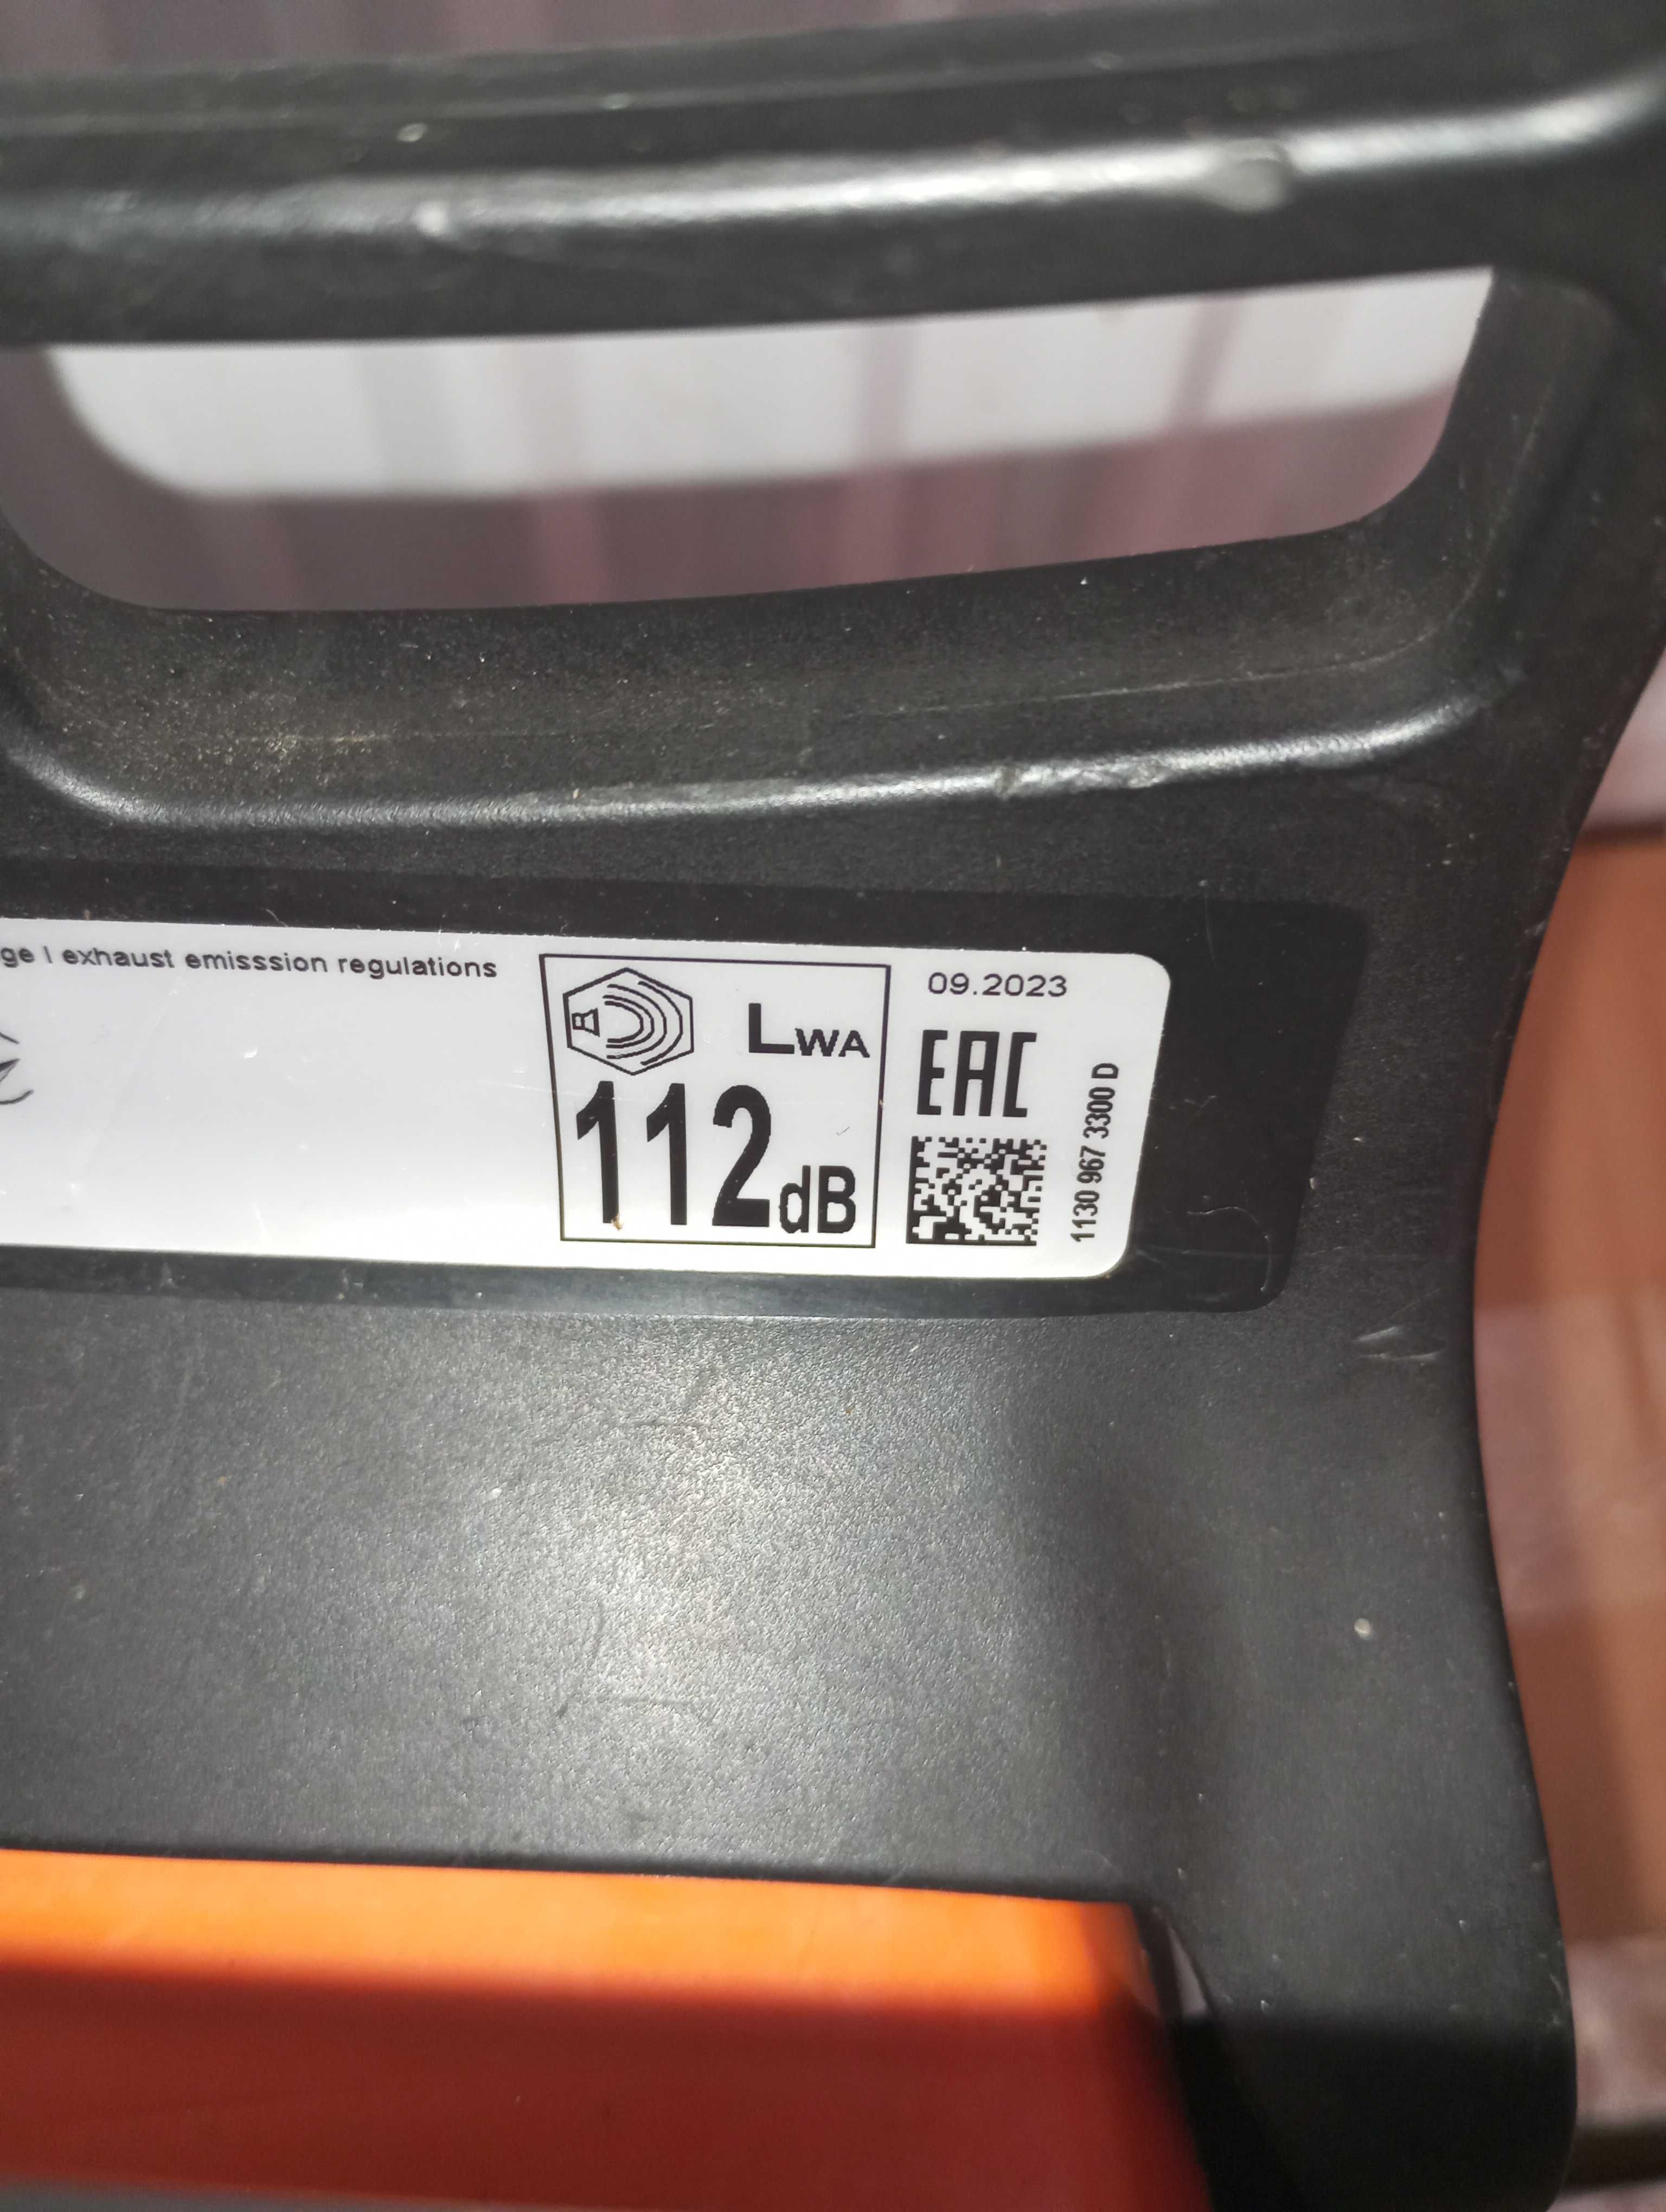 ge | exhaust emisssion regulations
LWA
112dB
09.2023
EAC
1130 967 3300 D